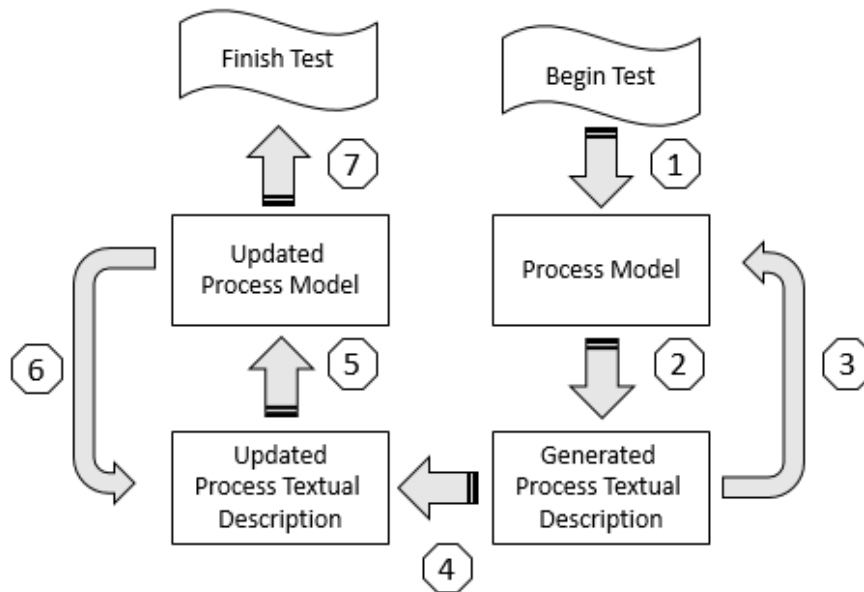 Finish Test
Begin Test
7
1
Updated
Process Model
Process Model
6
5
2
3
Updated
Process Textual
Description
Generated
Process Textual
Description
4